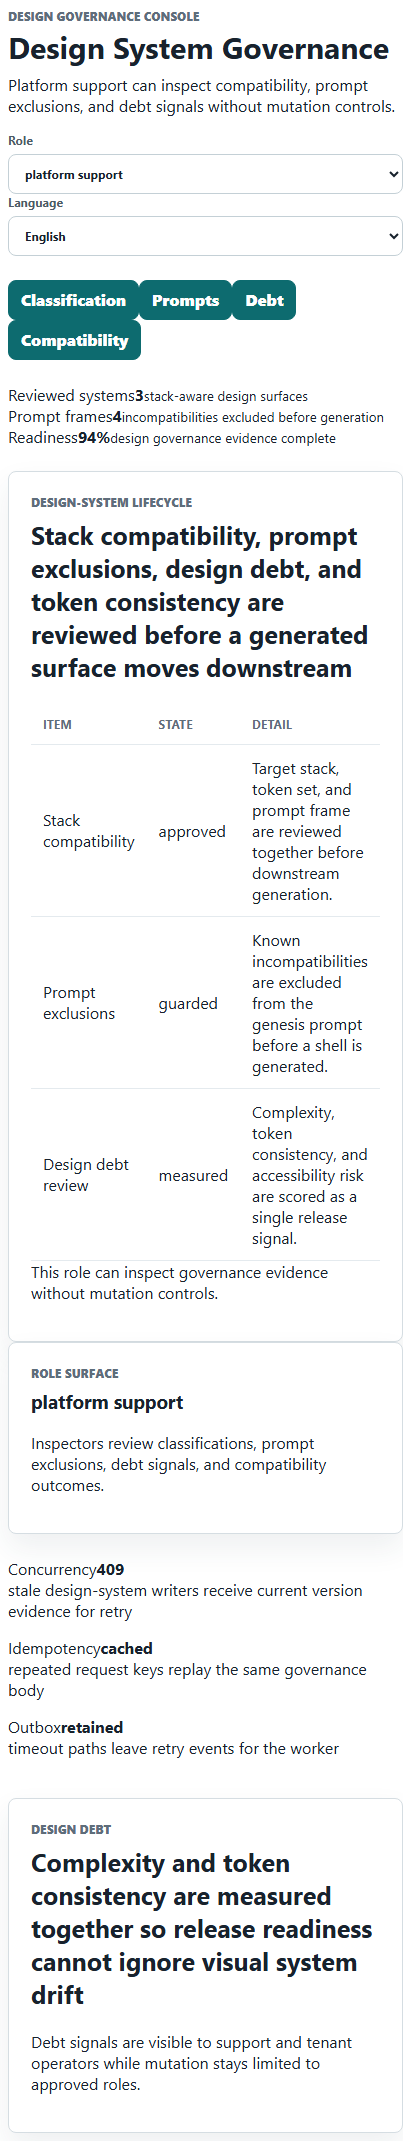 DESIGN GOVERNANCE CONSOLE
Design System Governance
Platform support can inspect compatibility, prompt
exclusions, and debt signals without mutation controls.
Role
platform support
Language
English
Classification Prompts Debt
Compatibility
Reviewed systems3stack-aware design surfaces
Prompt frames4incompatibilities excluded before generation
Readiness94%design governance evidence complete
DESIGN-SYSTEM LIFECYCLE
Stack compatibility, prompt
exclusions, design debt, and
token consistency are
reviewed before a generated
surface moves downstream
ITEM STATE DETAIL
Stack
compatibility
approved
Target stack,
token set, and
prompt frame
are reviewed
together before
downstream
generation.
Prompt
exclusions
guarded
Known
incompatibilities
are excluded
from the
genesis prompt
before a shell is
generated.
Design debt
review
measured
Complexity,
token
consistency, and
accessibility risk
are scored as a
single release
signal.
This role can inspect governance evidence
without mutation controls.
ROLE SURFACE
platform support
Inspectors review classifications, prompt
exclusions, debt signals, and compatibility
outcomes.
Concurrency409
stale design-system writers receive current version
evidence for retry
Idempotencycached
repeated request keys replay the same governance
body
Outboxretained
timeout paths leave retry events for the worker
DESIGN DEBT
Complexity and token
consistency are measured
together so release readiness
cannot ignore visual system
drift
Debt signals are visible to support and tenant
operators while mutation stays limited to
approved roles.